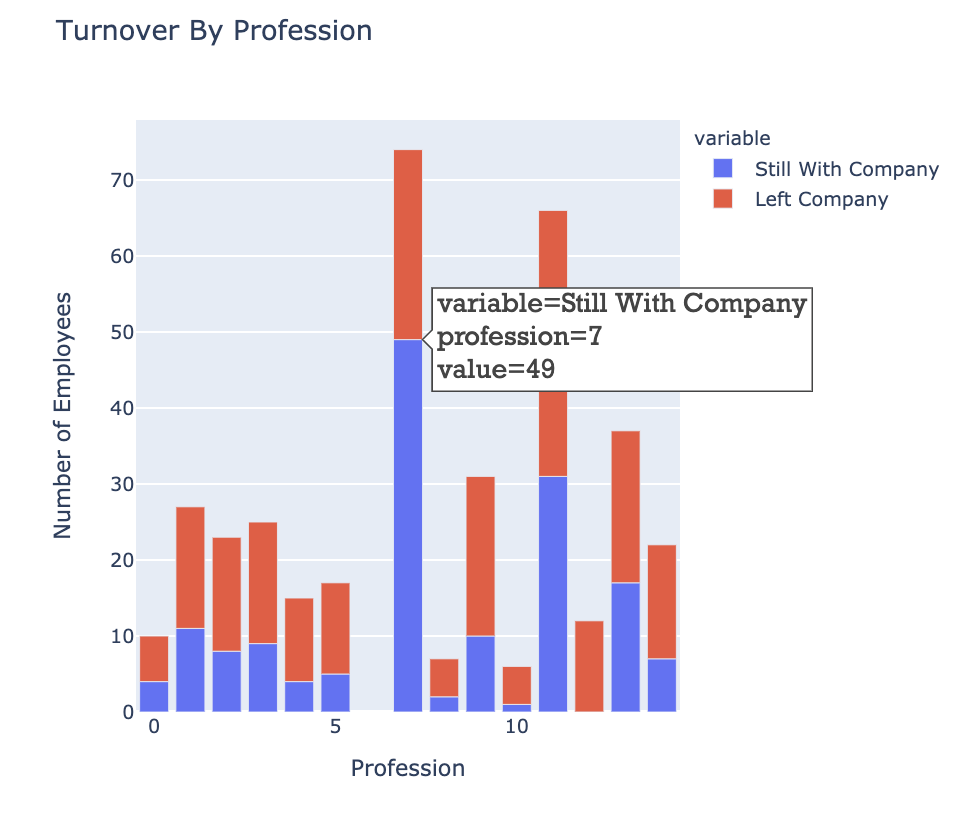 Turnover By Profession
variable
Still With Company
Left Company
70
60
50
40
30
20
10
0
Number of Employees
variable=Still With Company
profession=7
value=49
0
5
10
Profession